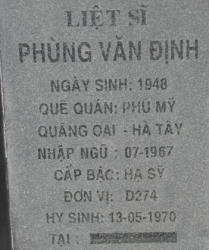 LIỆT SĨ
PHÙNG VĂN ĐỊNH
NGÀY SINH: 1948
QUÊ QUÁN: PHÚ MỸ
QUẢNG OAI - HÀ TÂY
NHẬP NGŨ : 07-1967
CẤP BẬC: HẠ SỸ
ĐƠN VỊ: D274
HY SINH: 13-05-1970
TẠI :